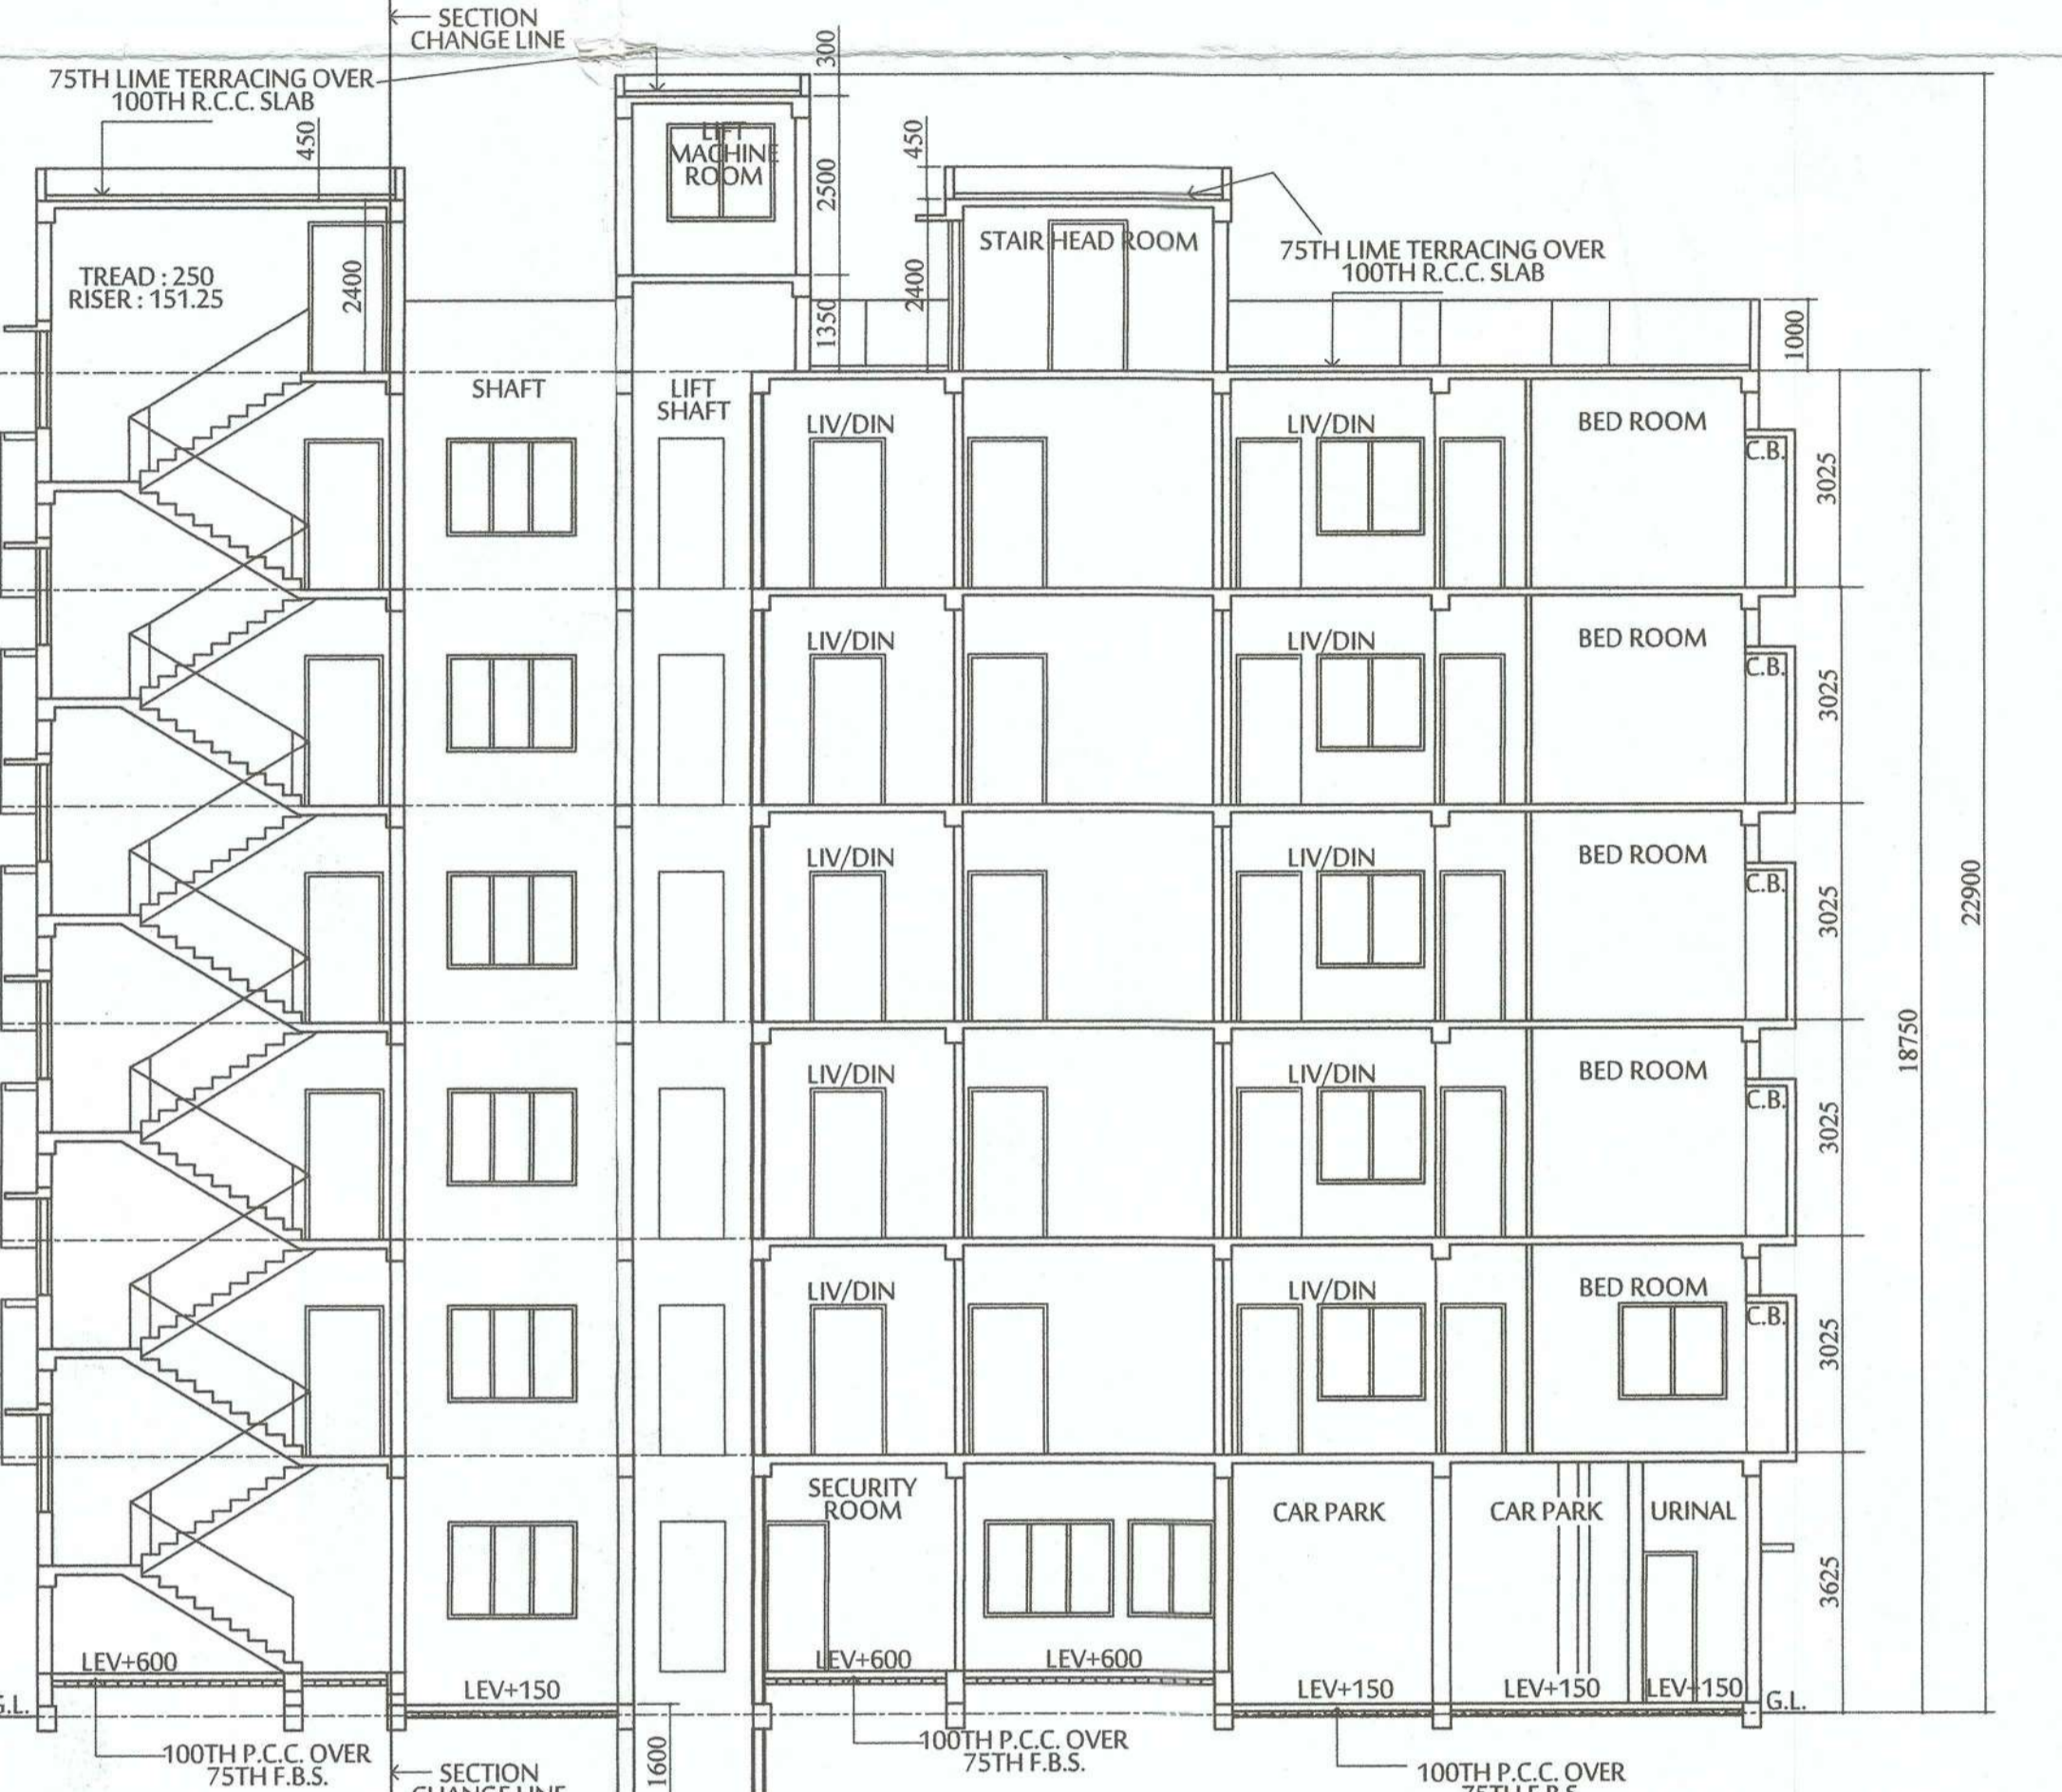 SECTION
CHANGE LINE
75TH LIME TERRACING OVER
100TH R.C.C. SLAB
300
450
LIFT
MACHINE
ROOM
2500
450
STAIR HEAD ROOM
75TH LIME TERRACING OVER
100TH R.C.C. SLAB
TREAD : 250
RISER : 151.25
2400
2400
1350
1000
SHAFT
LIFT
SHAFT
LIV/DIN
LIV/DIN
BED ROOM
C.B.
3025
LIV/DIN
LIV/DIN
BED ROOM
C.B.
3025
LIV/DIN
LIV/DIN
BED ROOM
C.B.
3025
22900
18750
LIV/DIN
LIV/DIN
BED ROOM
C.B.
3025
LIV/DIN
LIV/DIN
BED ROOM
C.B.
3025
SECURITY
ROOM
CAR PARK
CAR PARK
URINAL
3625
LEV+600
LEV+600
LEV+600
LEV+150
LEV+150
LEV+150
LEV+150
G.L.
G.L.
100TH P.C.C. OVER
75TH F.B.S.
SECTION
CHANGE LINE
1600
100TH P.C.C. OVER
75TH F.B.S.
100TH P.C.C. OVER
75TH F.B.S.